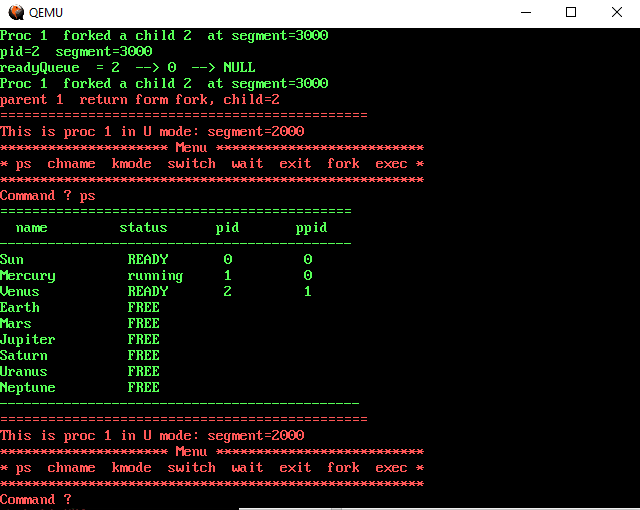 QEMU
Proc 1 forked a child 2 at segment=3000
pid=2 segment=3000
readyQueue = 2 --> 0 --> NULL
Proc 1 forked a child 2 at segment=3000
parent 1 return form fork, child=2
==============================================
This is proc 1 in U mode: segment=2000
********************* Menu **************************
* ps chname kmode switch wait exit fork exec *
*****************************************************
Command ? ps
============================================
name status pid ppid
--------------------------------------------
Sun READY 0 0
Mercury running 1 0
Venus READY 2 1
Earth FREE
Mars FREE
Jupiter FREE
Saturn FREE
Uranus FREE
Neptune FREE
---------------------------------------------
==============================================
This is proc 1 in U mode: segment=2000
********************* Menu **************************
* ps chname kmode switch wait exit fork exec *
*****************************************************
Command ?